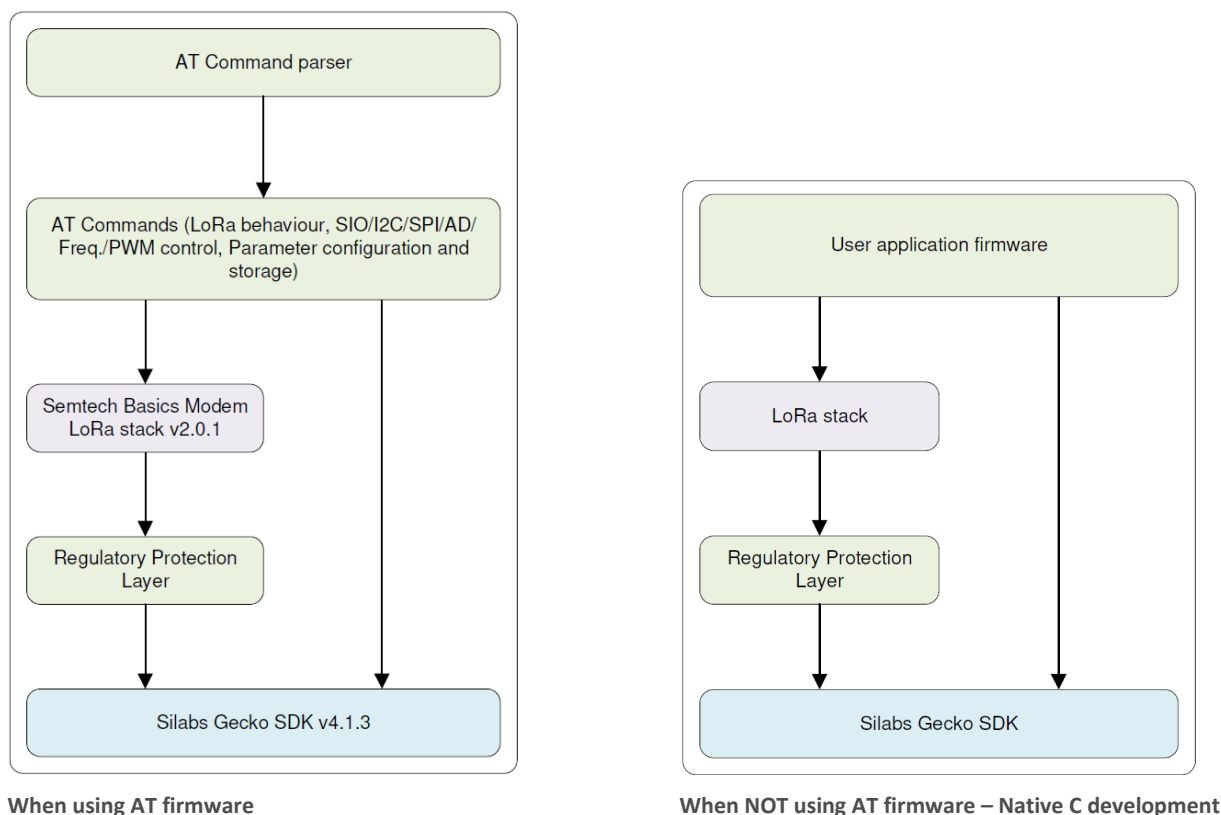 AT Command parser
AT Commands (LoRa behaviour, SIO/I2C/SPI/AD/
Freq./PWM control, Parameter configuration and
storage)
Semtech Basics Modem
LoRa stack v2.0.1
Regulatory Protection
Layer
Silabs Gecko SDK v4.1.3
When using AT firmware
User application firmware
LoRa stack
Regulatory Protection
Layer
Silabs Gecko SDK
When NOT using AT firmware – Native C development